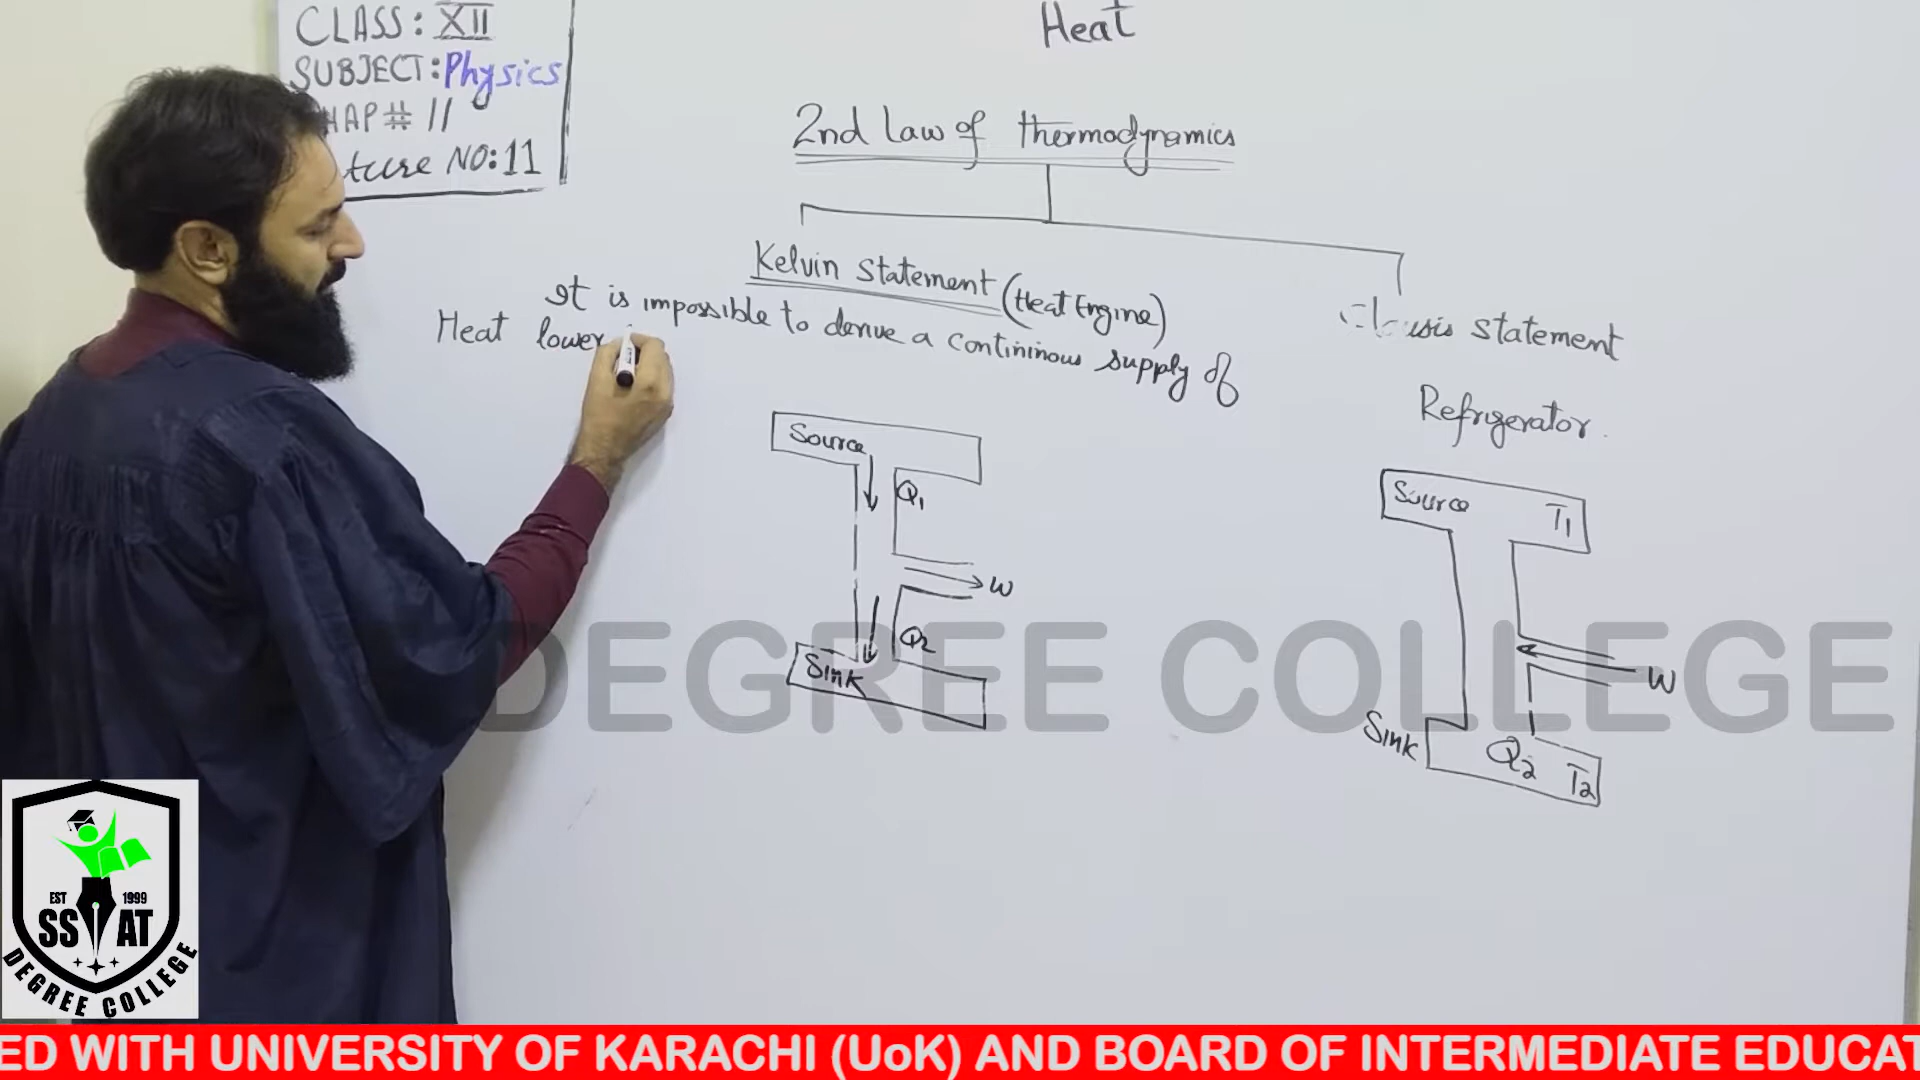 CLASS: XII
SUBJECT: Physics
HAP # 11
ture NO: 11
Heat
2nd Law of thermodynamics
Kelvin Statement (Heat Engine)
It is impossible to derive a contininous supply of
Heat lower
Source
Q1
W
Q2
Sink
Clausis statement
Refrigerator.
Source T1
W
Sink Q2 T2
DEGREE COLLEGE
EST 1999
SS AT
DEGREE COLLEGE
ED WITH UNIVERSITY OF KARACHI (UoK) AND BOARD OF INTERMEDIATE EDUCAT